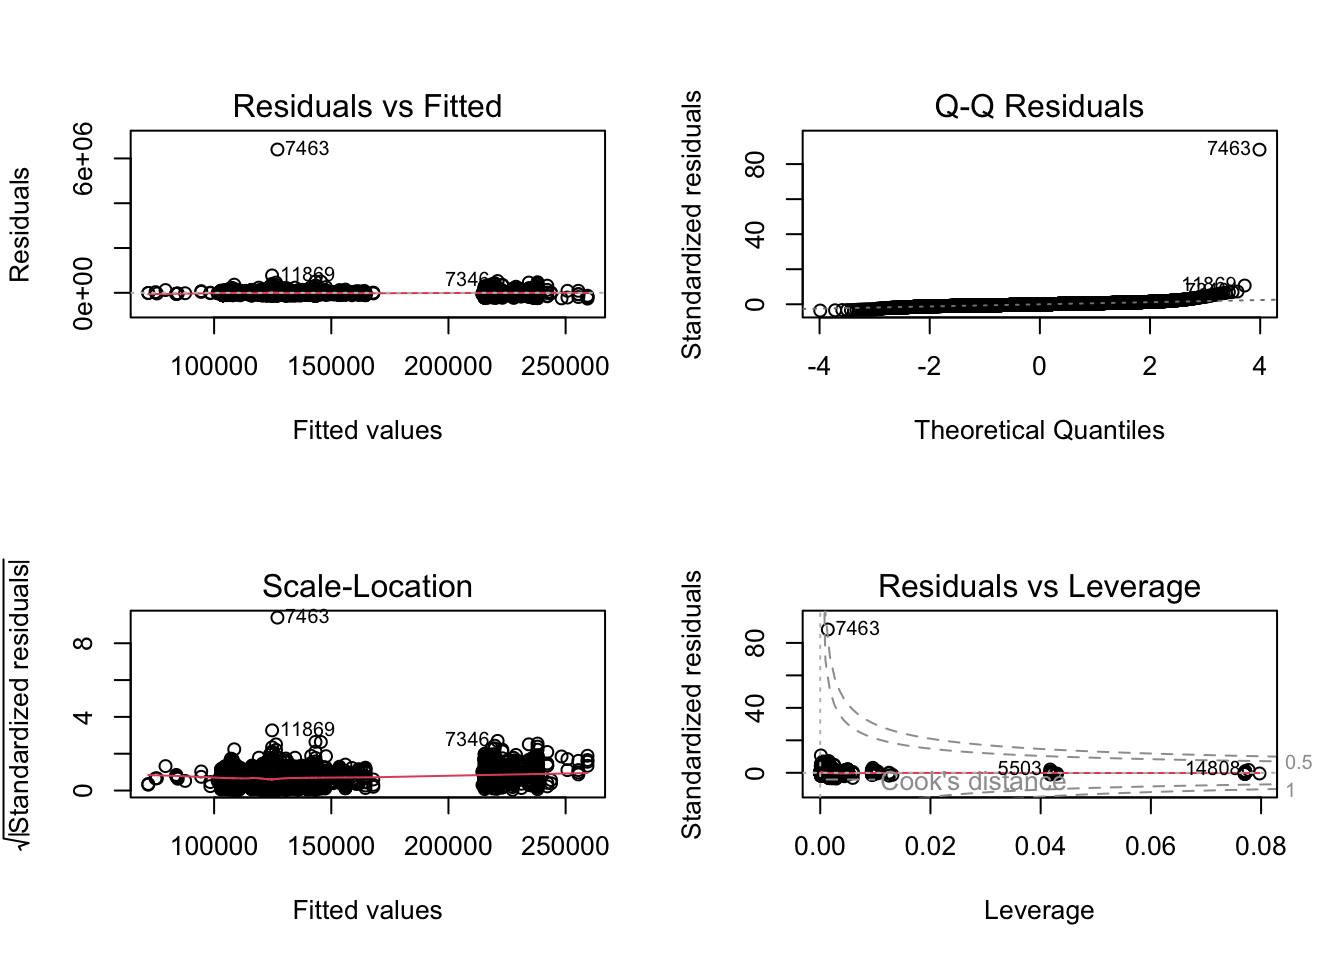 Residuals vs Fitted
Residuals
0e+00
6e+06
7463
11869
7346
100000 150000 200000 250000
Fitted values
Q-Q Residuals
Standardized residuals
0 40 80
7463
11869
-4 -2 0 2 4
Theoretical Quantiles
Scale-Location
√|Standardized residuals|
0 4 8
7463
11869
7346
100000 150000 200000 250000
Fitted values
Residuals vs Leverage
Standardized residuals
0 40 80
7463
5503
14808
Cook's distance
0.5
1
0.00 0.02 0.04 0.06 0.08
Leverage